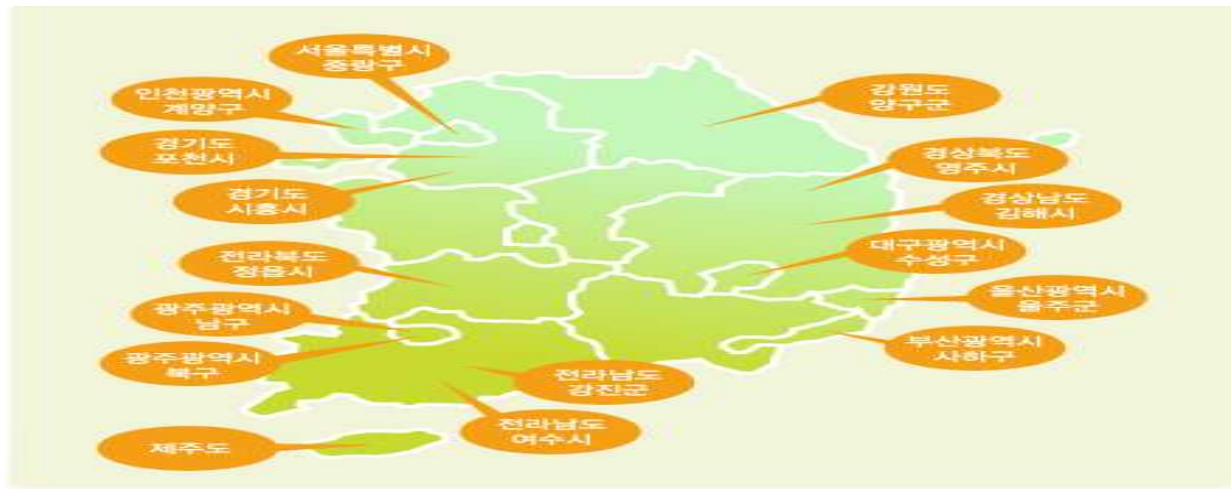 서울특별시
중랑구
인천광역시
계양구
경기도
포천시
경기도
시흥시
전라북도
정읍시
광주광역시
남구
광주광역시
북구
제주도
강원도
양구군
경상북도
영주시
경상남도
김해시
대구광역시
수성구
울산광역시
울주군
부산광역시
사하구
전라남도
강진군
전라남도
여수시